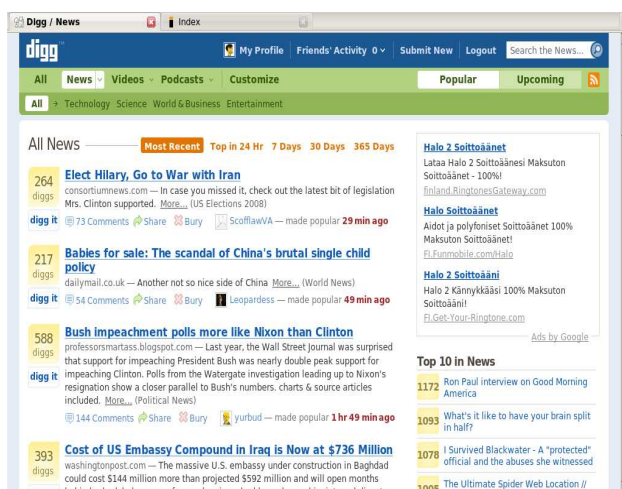 Digg / News
Index
digg
My Profile Friends' Activity 0 Submit New Logout Search the News...
All News Videos Podcasts Customize Popular Upcoming
All Technology Science World & Business Entertainment
All News Most Recent Top in 24 Hr 7 Days 30 Days 365 Days
264 diggs
digg it
Elect Hilary, Go to War with Iran
consortiumnews.com — In case you missed it, check out the latest bit of legislation
Mrs. Clinton supported. More... (US Elections 2008)
73 Comments Share Bury ScofflawVA — made popular 29 min ago
217 diggs
digg it
Babies for sale: The scandal of China's brutal single child
policy
dailymail.co.uk — Another not so nice side of China More... (World News)
54 Comments Share Bury Leopardess — made popular 49 min ago
588 diggs
digg it
Bush impeachment polls more like Nixon than Clinton
professorsmartass.blogspot.com — Last year, the Wall Street Journal was surprised
that support for impeaching President Bush was nearly double peak support for
impeaching Clinton. Polls from the Watergate investigation leading up to Nixon's
resignation show a closer parallel to Bush's numbers. charts & source articles
included. More... (Political News)
144 Comments Share Bury yurbud — made popular 1 hr 49 min ago
393 diggs
Cost of US Embassy Compound in Iraq is Now at $736 Million
washingtonpost.com — The massive U.S. embassy under construction in Baghdad
could cost $144 million more than projected $592 million and will open months
Halo 2 Soittoäänet
Lataa Halo 2 Soittoäänesi Maksuton
Soittoäänet - 100%!
finland.RingtonesGateway.com
Halo Soittoäänet
Aidot ja polyfoniset Soittoäänet 100%
Maksuton Soittoäänet!
Fl.Funmobile.com/Halo
Halo 2 Soittoääni
Halo 2 Kännykkääsi 100% Maksuton
Soittoääni!
Fl.Get-Your-Ringtone.com
Ads by Google
Top 10 in News
1172 Ron Paul interview on Good Morning
America
1093 What's it like to have your brain split
in half?
1078 I Survived Blackwater - A "protected"
official and the abuses she witnessed
1005 The Ultimate Spider Web Location //